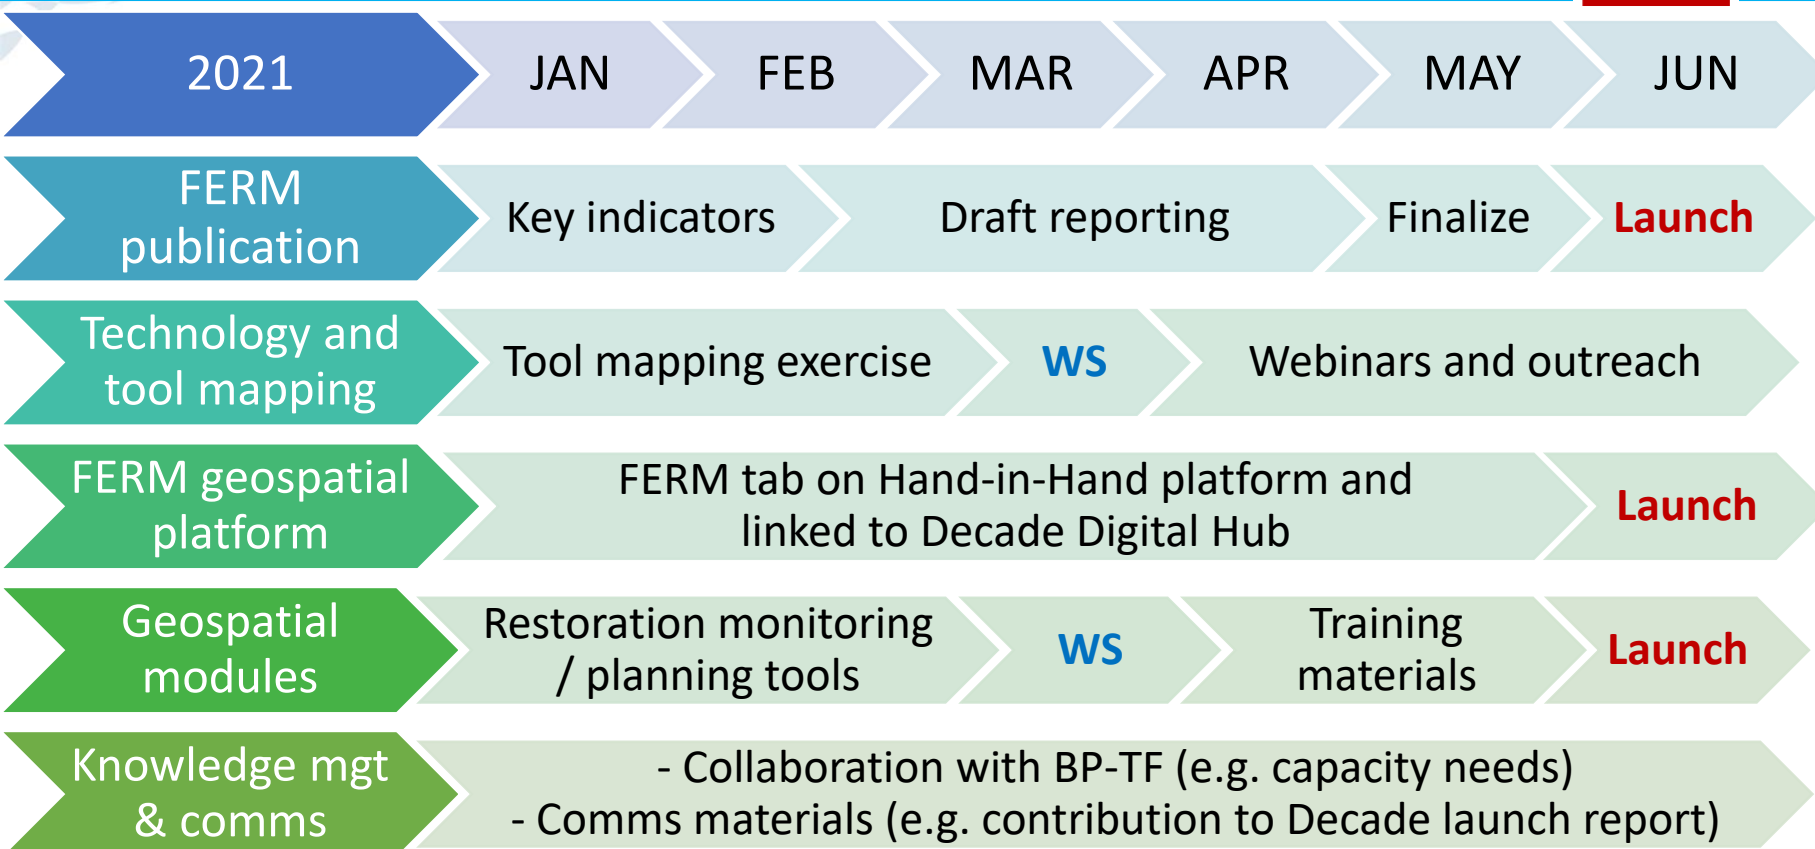 2021 JAN FEB MAR APR MAY JUN
FERM
publication
Key indicators Draft reporting Finalize Launch
Technology and
tool mapping
Tool mapping exercise WS Webinars and outreach
FERM geospatial
platform
FERM tab on Hand-in-Hand platform and
linked to Decade Digital Hub
Launch
Geospatial
modules
Restoration monitoring
/ planning tools
WS
Training
materials
Launch
Knowledge mgt
& comms
- Collaboration with BP-TF (e.g. capacity needs)
- Comms materials (e.g. contribution to Decade launch report)